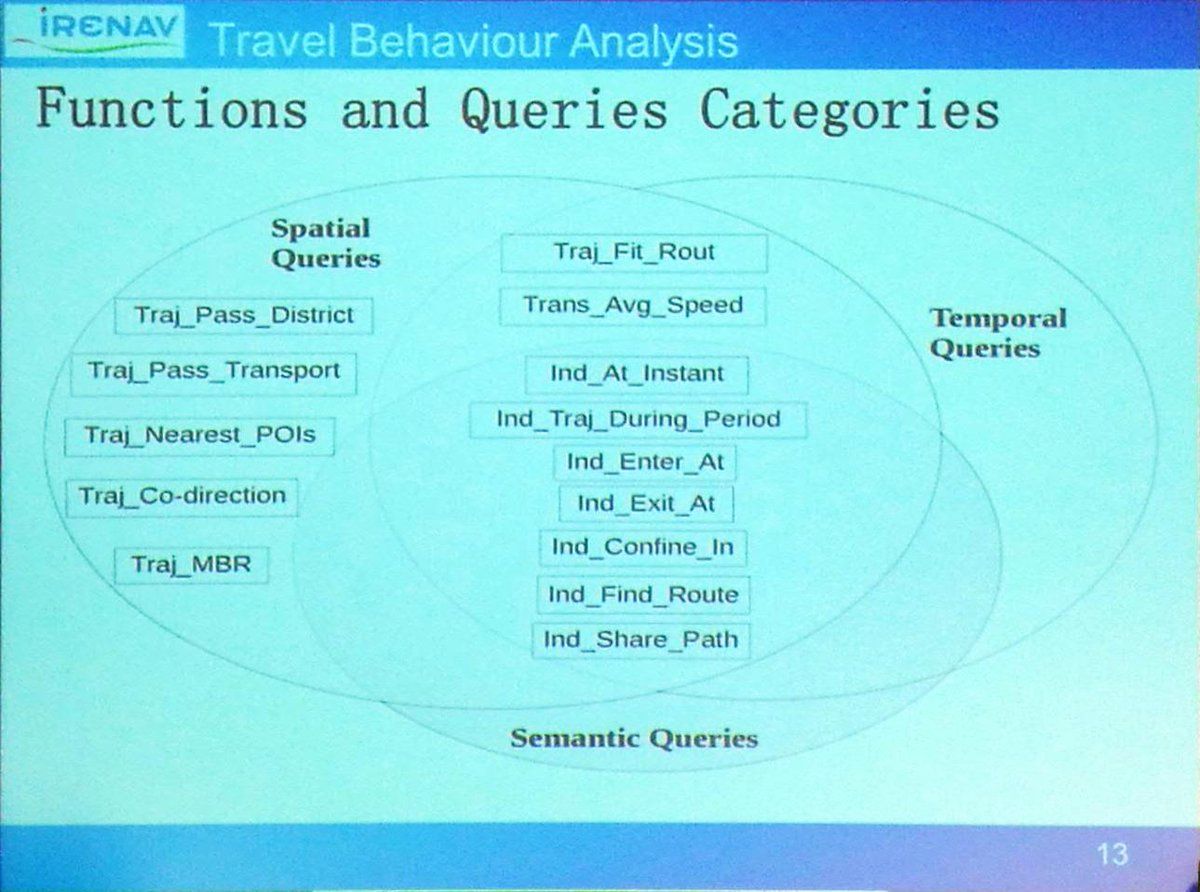 iRENAV
Travel Behaviour Analysis
Functions and Queries Categories
Spatial
Queries
Traj_Pass_District
Traj_Pass_Transport
Traj_Nearest_POIs
Traj_Co-direction
Traj_MBR
Traj_Fit_Rout
Trans_Avg_Speed
Ind_At_Instant
Ind_Traj_During_Period
Ind_Enter_At
Ind_Exit_At
Ind_Confine_In
Ind_Find_Route
Ind_Share_Path
Temporal
Queries
Semantic Queries
13